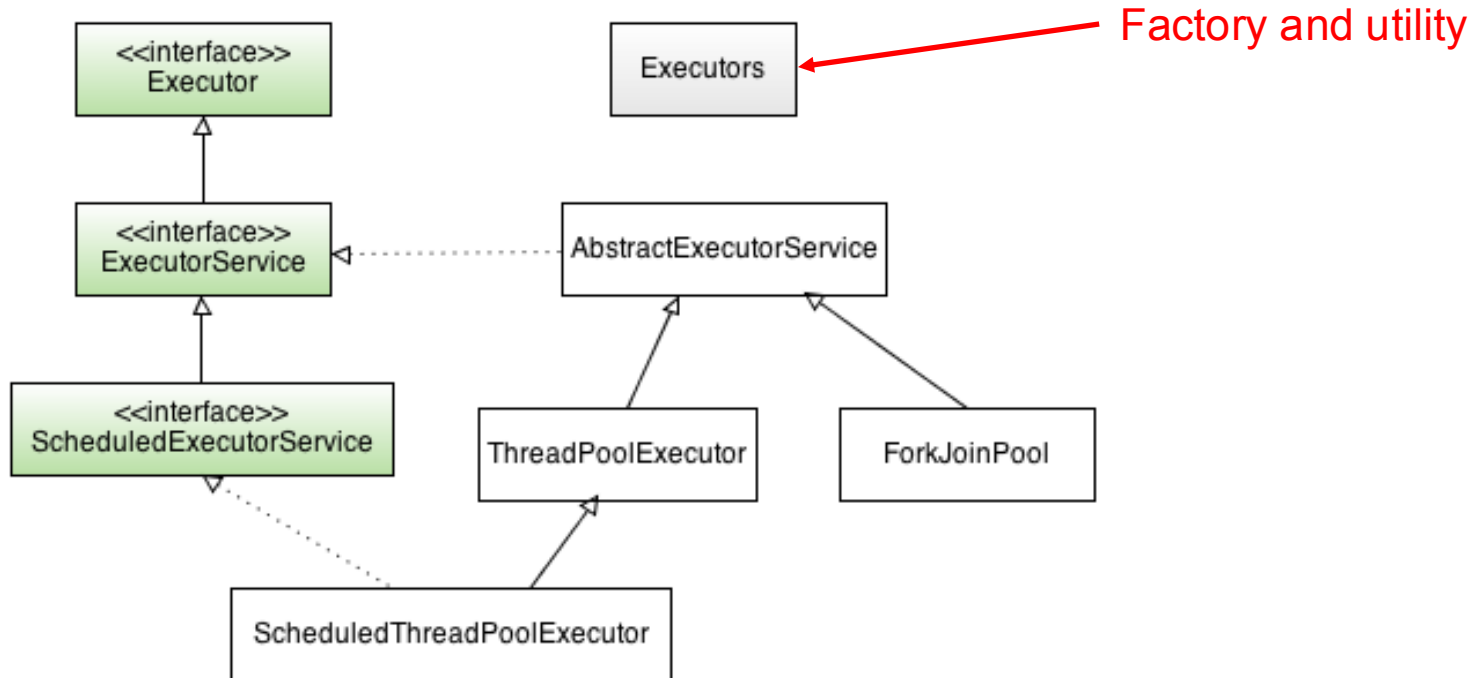 Factory and utility
<<interface>>
Executor
Executors
<<interface>>
ExecutorService
AbstractExecutorService
<<interface>>
ScheduledExecutorService
ThreadPoolExecutor
ForkJoinPool
ScheduledThreadPoolExecutor